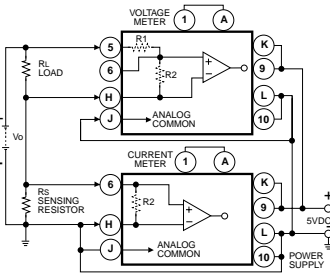 VOLTAGE
METER
1
A
5
R1
K
RL
LOAD
6
R2
9
H
L
J
ANALOG
COMMON
10
Vo
CURRENT
METER
1
A
6
K
RS
SENSING
RESISTOR
R2
9
+
5VDC
H
L
J
ANALOG
COMMON
10
POWER
SUPPLY